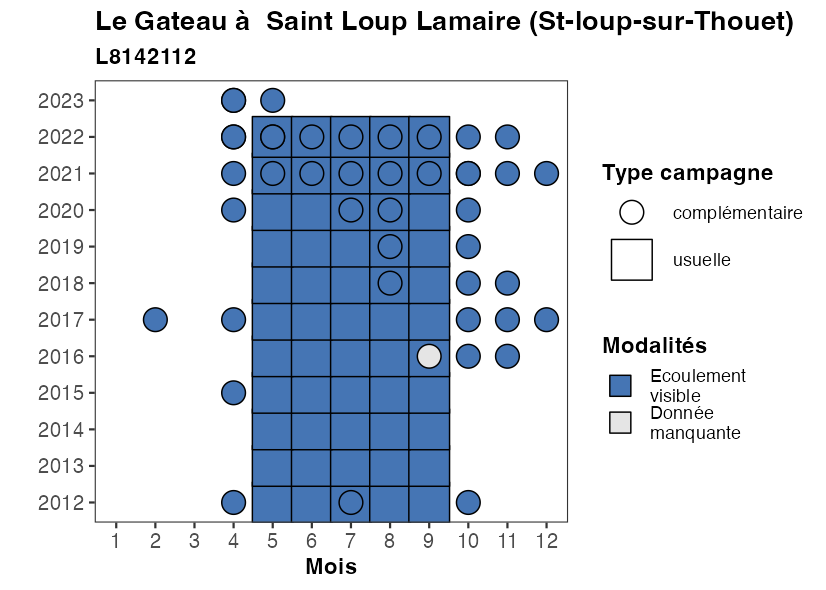 Le Gateau à  Saint Loup Lamaire (St-loup-sur-Thouet)
L8142112
2023
2022
2021
2020
2019
2018
2017
2016
2015
2014
2013
2012
1 2 3 4 5 6 7 8 9 10 11 12
Mois
Type campagne
complémentaire
usuelle
Modalités
Ecoulement
visible
Donnée
manquante